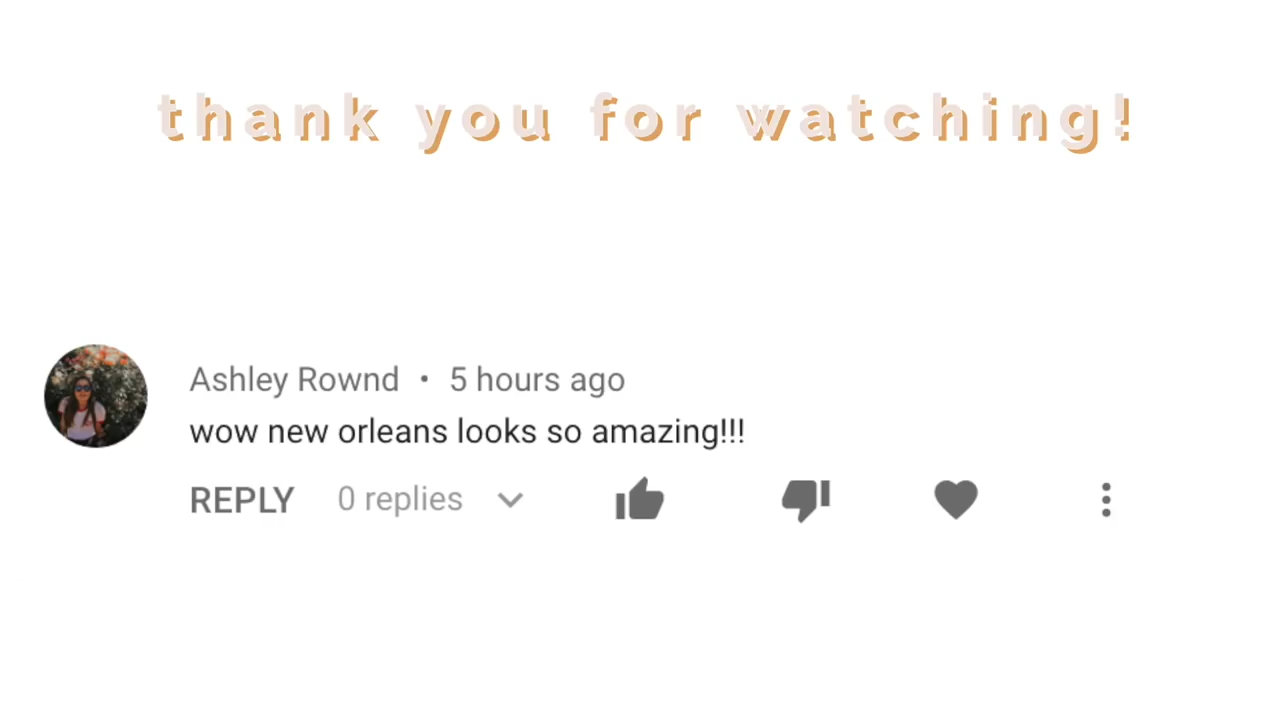 thank you for watching!
Ashley Rownd • 5 hours ago
wow new orleans looks so amazing!!!
REPLY 0 replies